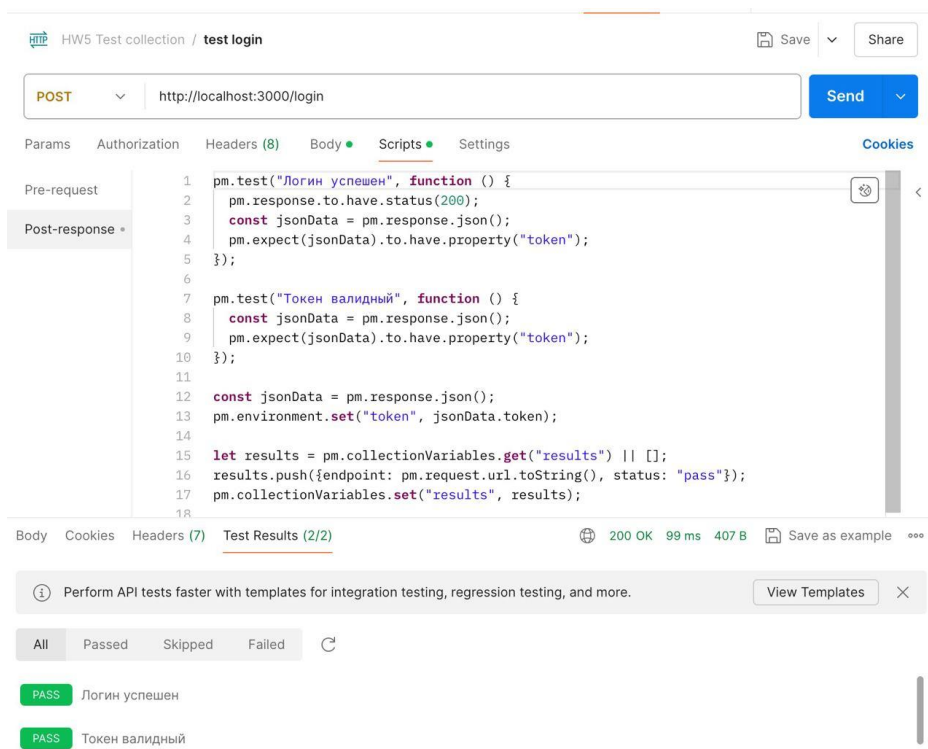 HTTP HW5 Test collection / test login Save Share
POST http://localhost:3000/login Send
Params Authorization Headers (8) Body Scripts Settings Cookies
Pre-request
Post-response
1 pm.test("Логин успешен", function () {
2 pm.response.to.have.status(200);
3 const jsonData = pm.response.json();
4 pm.expect(jsonData).to.have.property("token");
5 });
6
7 pm.test("Токен валидный", function () {
8 const jsonData = pm.response.json();
9 pm.expect(jsonData).to.have.property("token");
10 });
11
12 const jsonData = pm.response.json();
13 pm.environment.set("token", jsonData.token);
14
15 let results = pm.collectionVariables.get("results") || [];
16 results.push({endpoint: pm.request.url.toString(), status: "pass"});
17 pm.collectionVariables.set("results", results);
18
Body Cookies Headers (7) Test Results (2/2) 200 OK 99 ms 407 B Save as example
Perform API tests faster with templates for integration testing, regression testing, and more. View Templates
All Passed Skipped Failed
PASS Логин успешен
PASS Токен валидный